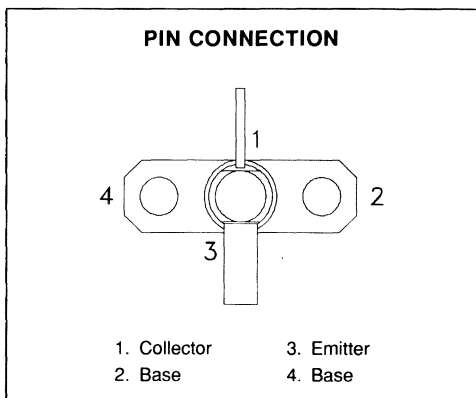 PIN CONNECTION
1
4
2
3
1. Collector 3. Emitter
2. Base 4. Base